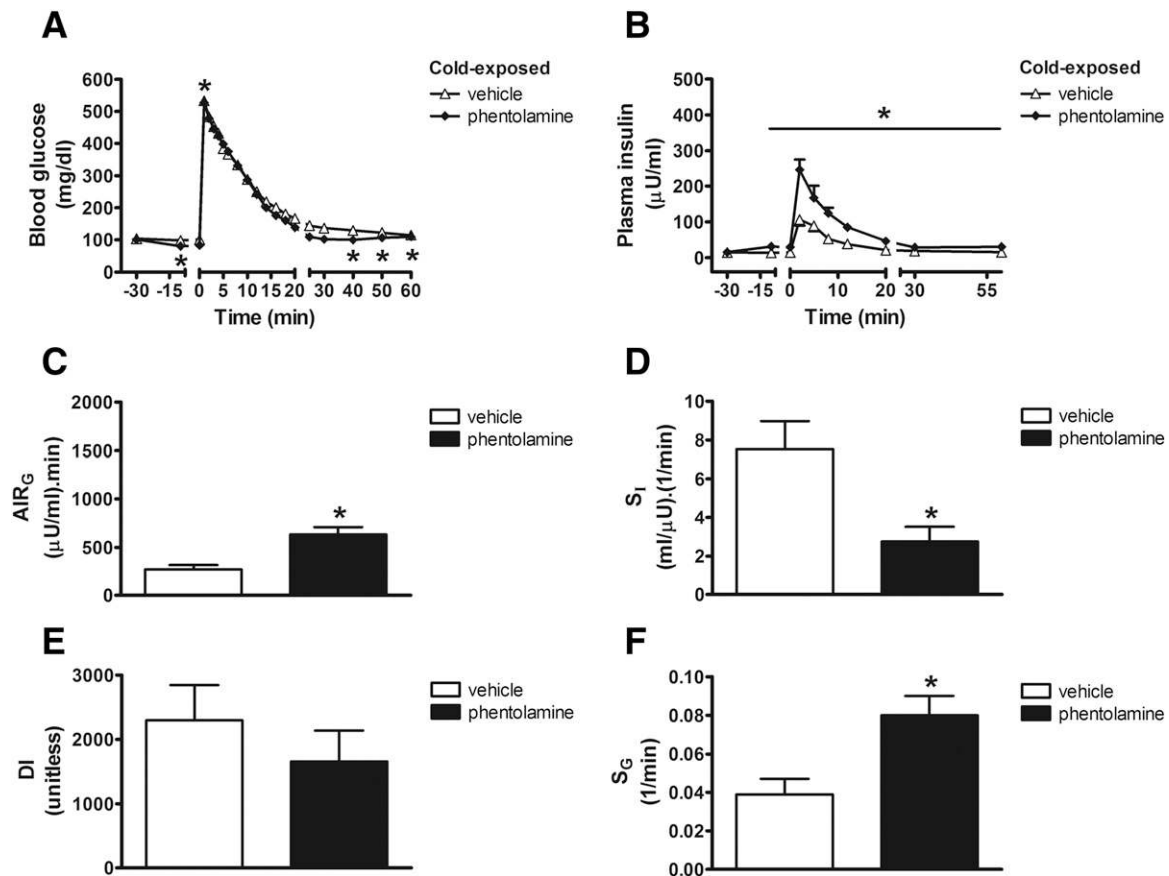 A
Blood glucose
(mg/dl)
600
500
400
300
200
100
0
*
*
* * *
-30 -15 0 5 10 15 20 30 40 50 60
Time (min)
Cold-exposed
vehicle
phentolamine
B
Plasma insulin
(μU/ml)
500
400
300
200
100
0
*
-30 -15 0 10 20 30 55
Time (min)
Cold-exposed
vehicle
phentolamine
C
AIRG
(μU/ml).min
2000
1500
1000
500
0
*
vehicle
phentolamine
D
SI
(ml/μU).(1/min)
10
8
6
4
2
0
*
vehicle
phentolamine
E
DI
(unitless)
3000
2000
1000
0
vehicle
phentolamine
F
SG
(1/min)
0.10
0.08
0.06
0.04
0.02
0.00
*
vehicle
phentolamine